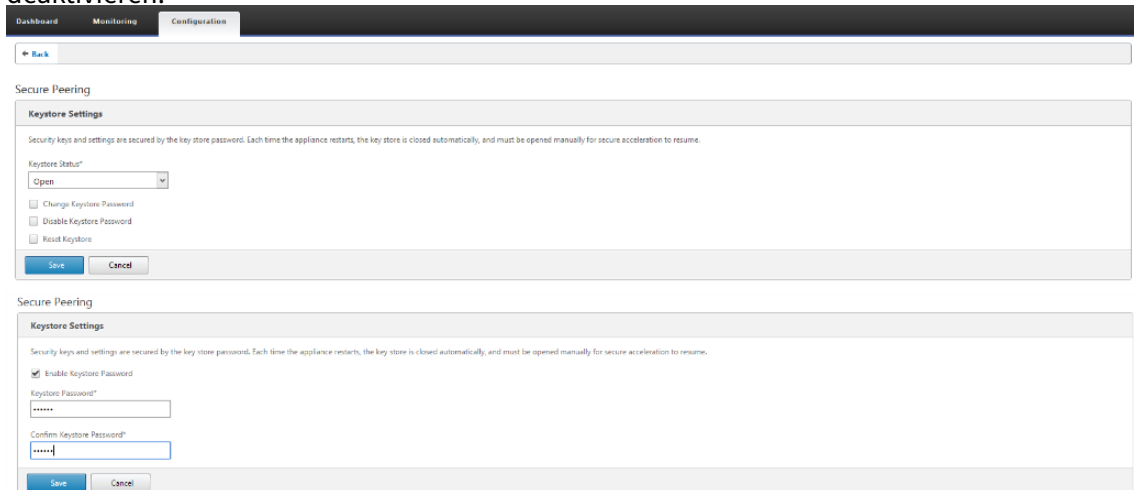 deaktivieren.
Dashboard Monitoring Configuration
← Back
Secure Peering
Keystore Settings
Security keys and settings are secured by the key store password. Each time the appliance restarts, the key store is closed automatically, and must be opened manually for secure acceleration to resume.
Keystore Status*
Open
Change Keystore Password
Disable Keystore Password
Reset Keystore
Save Cancel
Secure Peering
Keystore Settings
Security keys and settings are secured by the key store password. Each time the appliance restarts, the key store is closed automatically, and must be opened manually for secure acceleration to resume.
Enable Keystore Password
Keystore Password*
••••••
Confirm Keystore Password*
••••••
Save Cancel